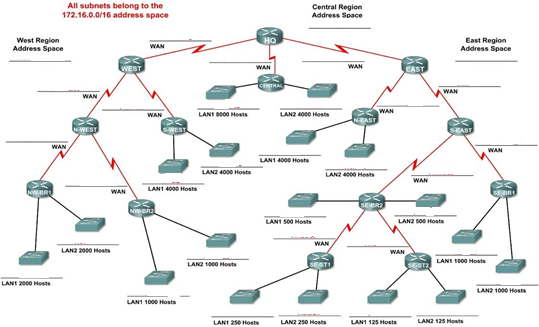 All subnets belong to the
172.16.0.0/16 address space
Central Region
Address Space
West Region
Address Space
East Region
Address Space
HQ
WAN
WAN
WAN
WEST
CENTRAL
EAST
LAN1 8000 Hosts
LAN2 4000 Hosts
WAN
WAN
WAN
N-WEST
S-WEST
N-EAST
S-EAST
LAN1 4000 Hosts
LAN2 4000 Hosts
LAN1 4000
LAN2 4000 Hosts
WAN
WAN
WAN
WAN
NW-BR1
NW-BR2
SE-BR2
SE-BR1
LAN1 500 Hosts
LAN2 500 Hosts
LAN2 2000 Hosts
LAN2 1000 Hosts
LAN1 2000 Hosts
LAN1 1000 Hosts
WAN
WAN
LAN1 1000 Hosts
LAN2 1000 Hosts
SE-ST1
SE-ST2
LAN1 250 Hosts
LAN2 250 Hosts
LAN1 125 Hosts
LAN2 125 Hosts